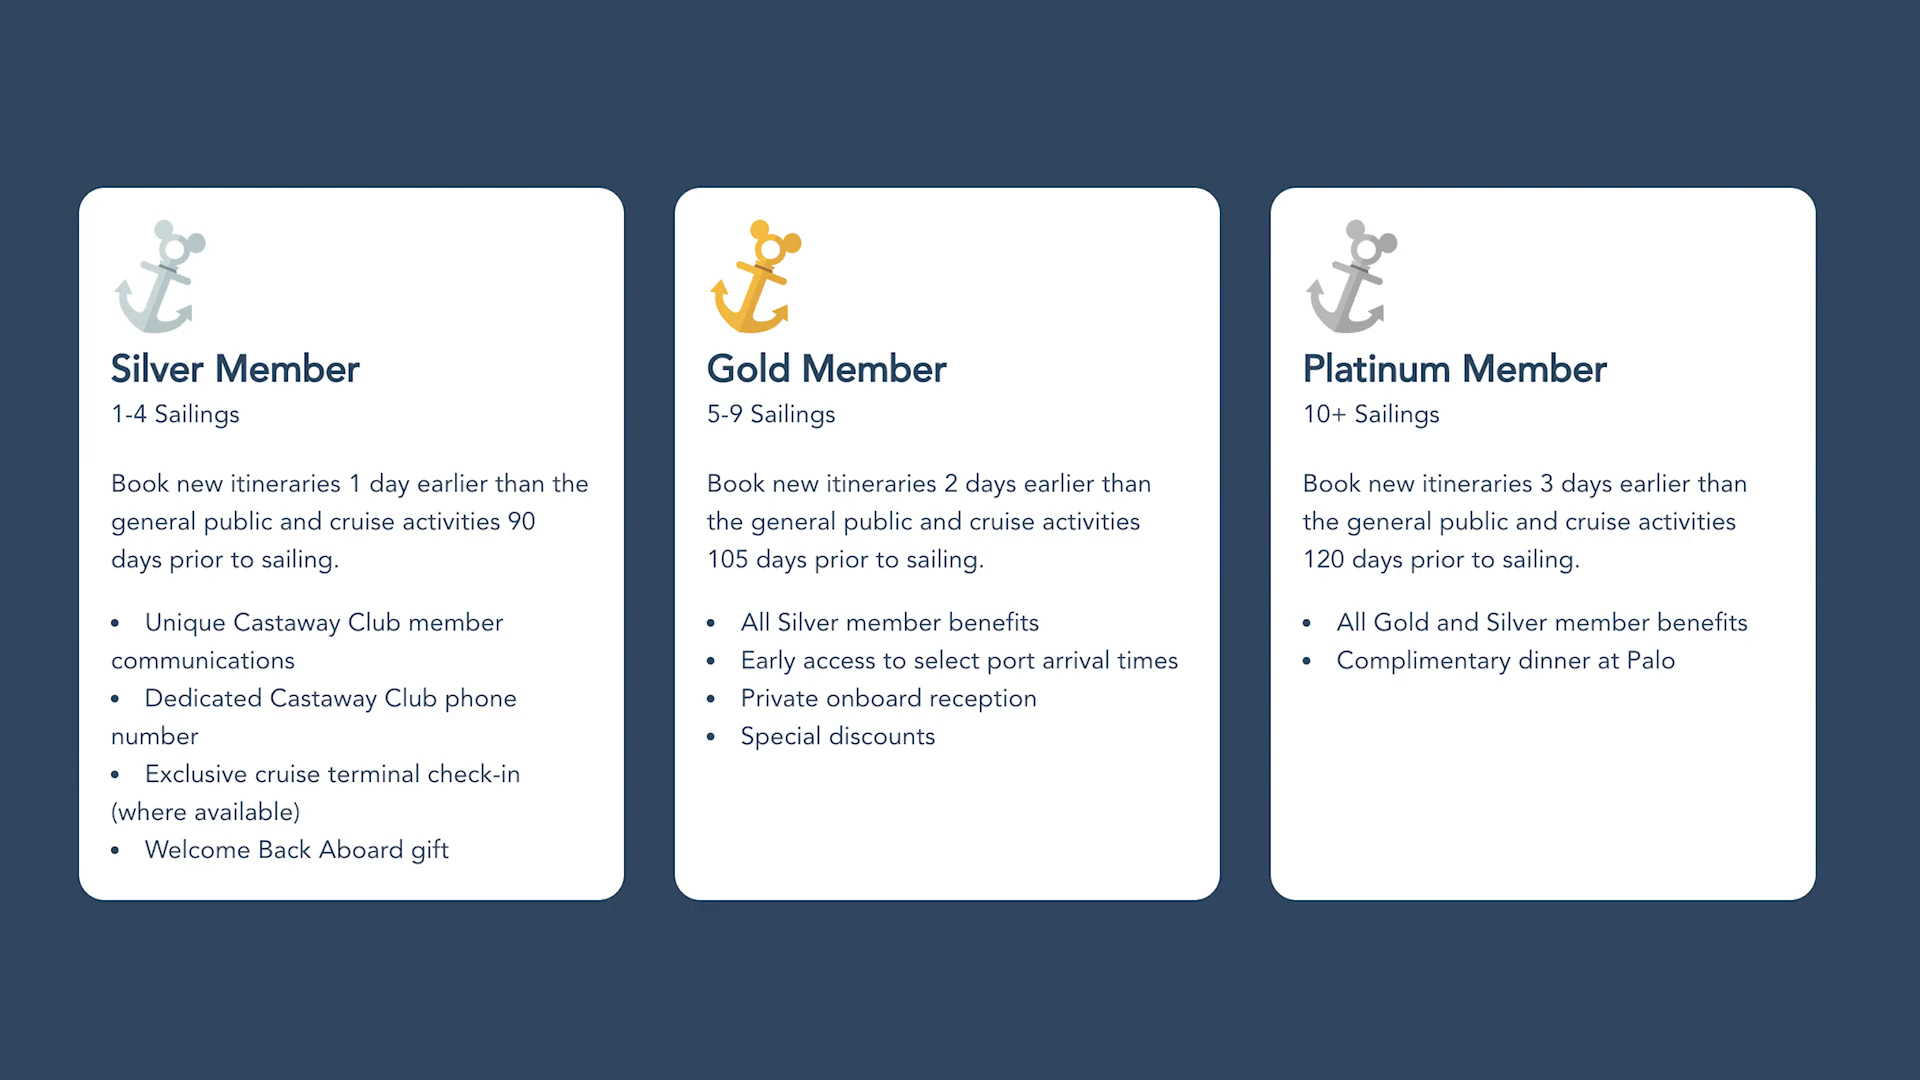 Silver Member
1-4 Sailings
Book new itineraries 1 day earlier than the
general public and cruise activities 90
days prior to sailing.
• Unique Castaway Club member
communications
• Dedicated Castaway Club phone
number
• Exclusive cruise terminal check-in
(where available)
• Welcome Back Aboard gift
Gold Member
5-9 Sailings
Book new itineraries 2 days earlier than
the general public and cruise activities
105 days prior to sailing.
• All Silver member benefits
• Early access to select port arrival times
• Private onboard reception
• Special discounts
Platinum Member
10+ Sailings
Book new itineraries 3 days earlier than
the general public and cruise activities
120 days prior to sailing.
• All Gold and Silver member benefits
• Complimentary dinner at Palo